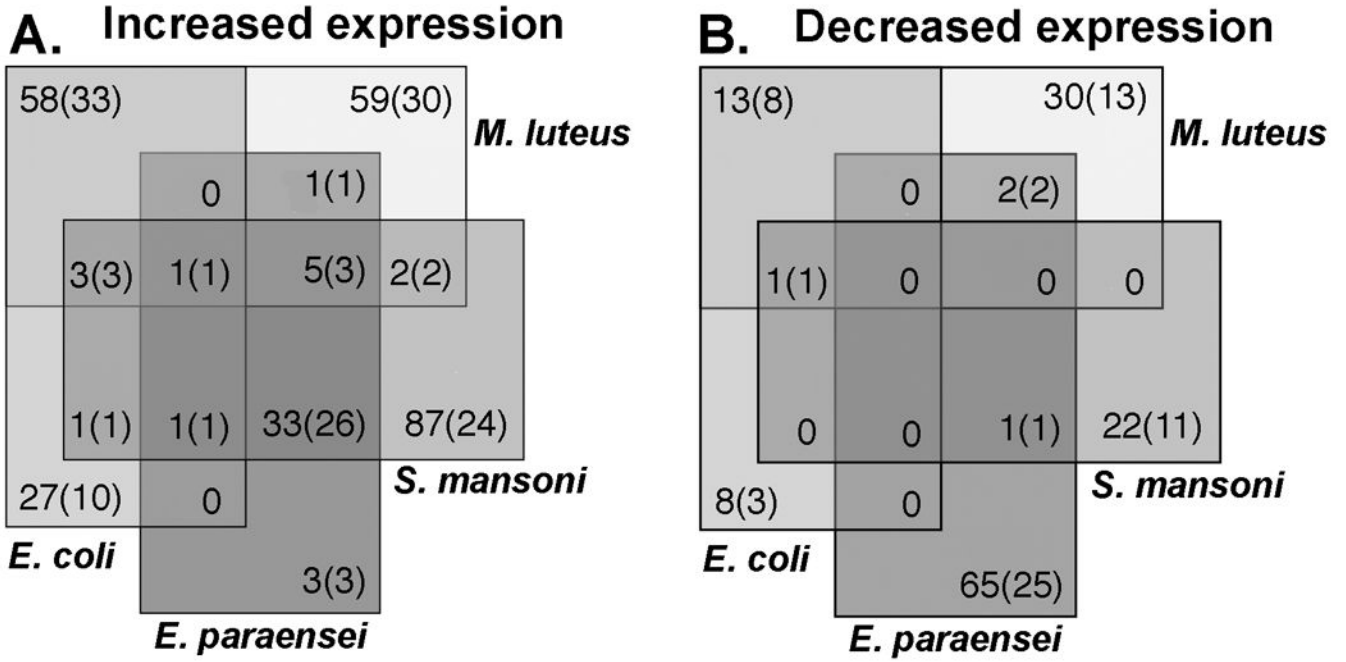 A. Increased expression
58(33) 59(30)
M. luteus
0 1(1)
3(3) 1(1) 5(3) 2(2)
1(1) 1(1) 33(26) 87(24)
S. mansoni
27(10) 0
E. coli
3(3)
E. paraensei
B. Decreased expression
13(8) 30(13)
M. luteus
0 2(2)
1(1) 0 0 0
0 0 1(1) 22(11)
S. mansoni
8(3) 0
E. coli
65(25)
E. paraensei